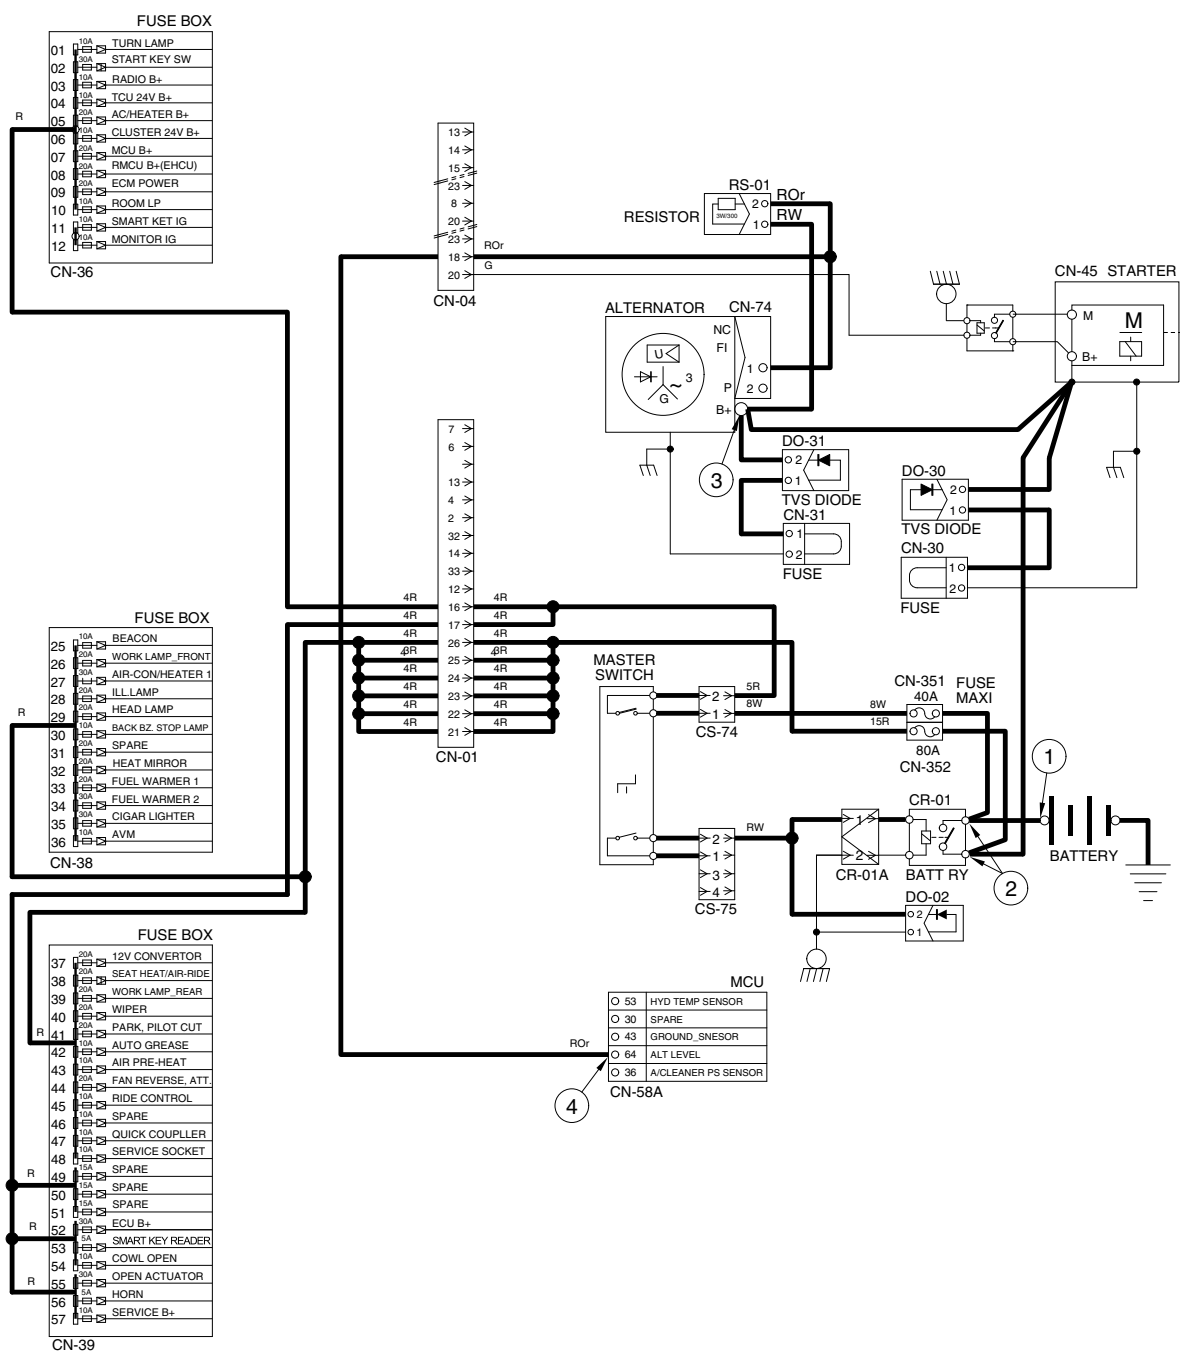 FUSE BOX
01 10A TURN LAMP
02 30A START KEY SW
03 10A RADIO B+
04 10A TCU 24V B+
05 20A AC/HEATER B+
R
06 10A CLUSTER 24V B+
07 20A MCU B+
08 20A RMCU B+(EHCU)
09 20A ECM POWER
10 10A ROOM LP
11 10A SMART KET IG
12 10A MONITOR IG
CN-36
13
14
15
23
8
20
23
18 ROr
20 G
CN-04
RS-01
RESISTOR
3W/300
2 ROr
1 RW
ALTERNATOR CN-74
NC
FI
U
3
G
1
P 2
B+
3
CN-45 STARTER
M
M
B+
DO-31
2
1
TVS DIODE
CN-31
1
2
FUSE
DO-30
2
1
TVS DIODE
CN-30
1
2
FUSE
7
6
13
4
2
32
14
33
12
4R 16 4R
4R 17 4R
4R 26 4R
25
4R 24 4R
4R 23 4R
4R 22 4R
4R 21 4R
CN-01
FUSE BOX
25 10A BEACON
26 20A WORK LAMP_FRONT
27 30A AIR-CON/HEATER 1
28 20A ILL.LAMP
29 20A HEAD LAMP
R
30 10A BACK BZ. STOP LAMP
31 20A SPARE
32 20A HEAT MIRROR
33 20A FUEL WARMER 1
34 30A FUEL WARMER 2
35 30A CIGAR LIGHTER
36 10A AVM
CN-38
MASTER
SWITCH
2 5R
1 8W
CS-74
CN-351
40A
FUSE
MAXI
8W
15R
80A
CN-352
1
2 RW
1
3
4
CS-75
1
2
CR-01A
CR-01
BATT RY
BATTERY
2
DO-02
2
1
FUSE BOX
37 20A 12V CONVERTOR
38 20A SEAT HEAT/AIR-RIDE
39 20A WORK LAMP_REAR
40 20A WIPER
41 20A PARK, PILOT CUT
R
42 10A AUTO GREASE
43 10A AIR PRE-HEAT
44 20A FAN REVERSE, ATT.
45 10A RIDE CONTROL
46 10A SPARE
47 10A QUICK COUPLLER
48 10A SERVICE SOCKET
49 15A SPARE
R
50 15A SPARE
51 15A SPARE
52 30A ECU B+
R
53 5A SMART KEY READER
54 10A COWL OPEN
55 30A OPEN ACTUATOR
R
56 5A HORN
57 10A SERVICE B+
CN-39
MCU
53 HYD TEMP SENSOR
30 SPARE
43 GROUND_SNESOR
ROr 64 ALT LEVEL
36 A/CLEANER PS SENSOR
CN-58A
4